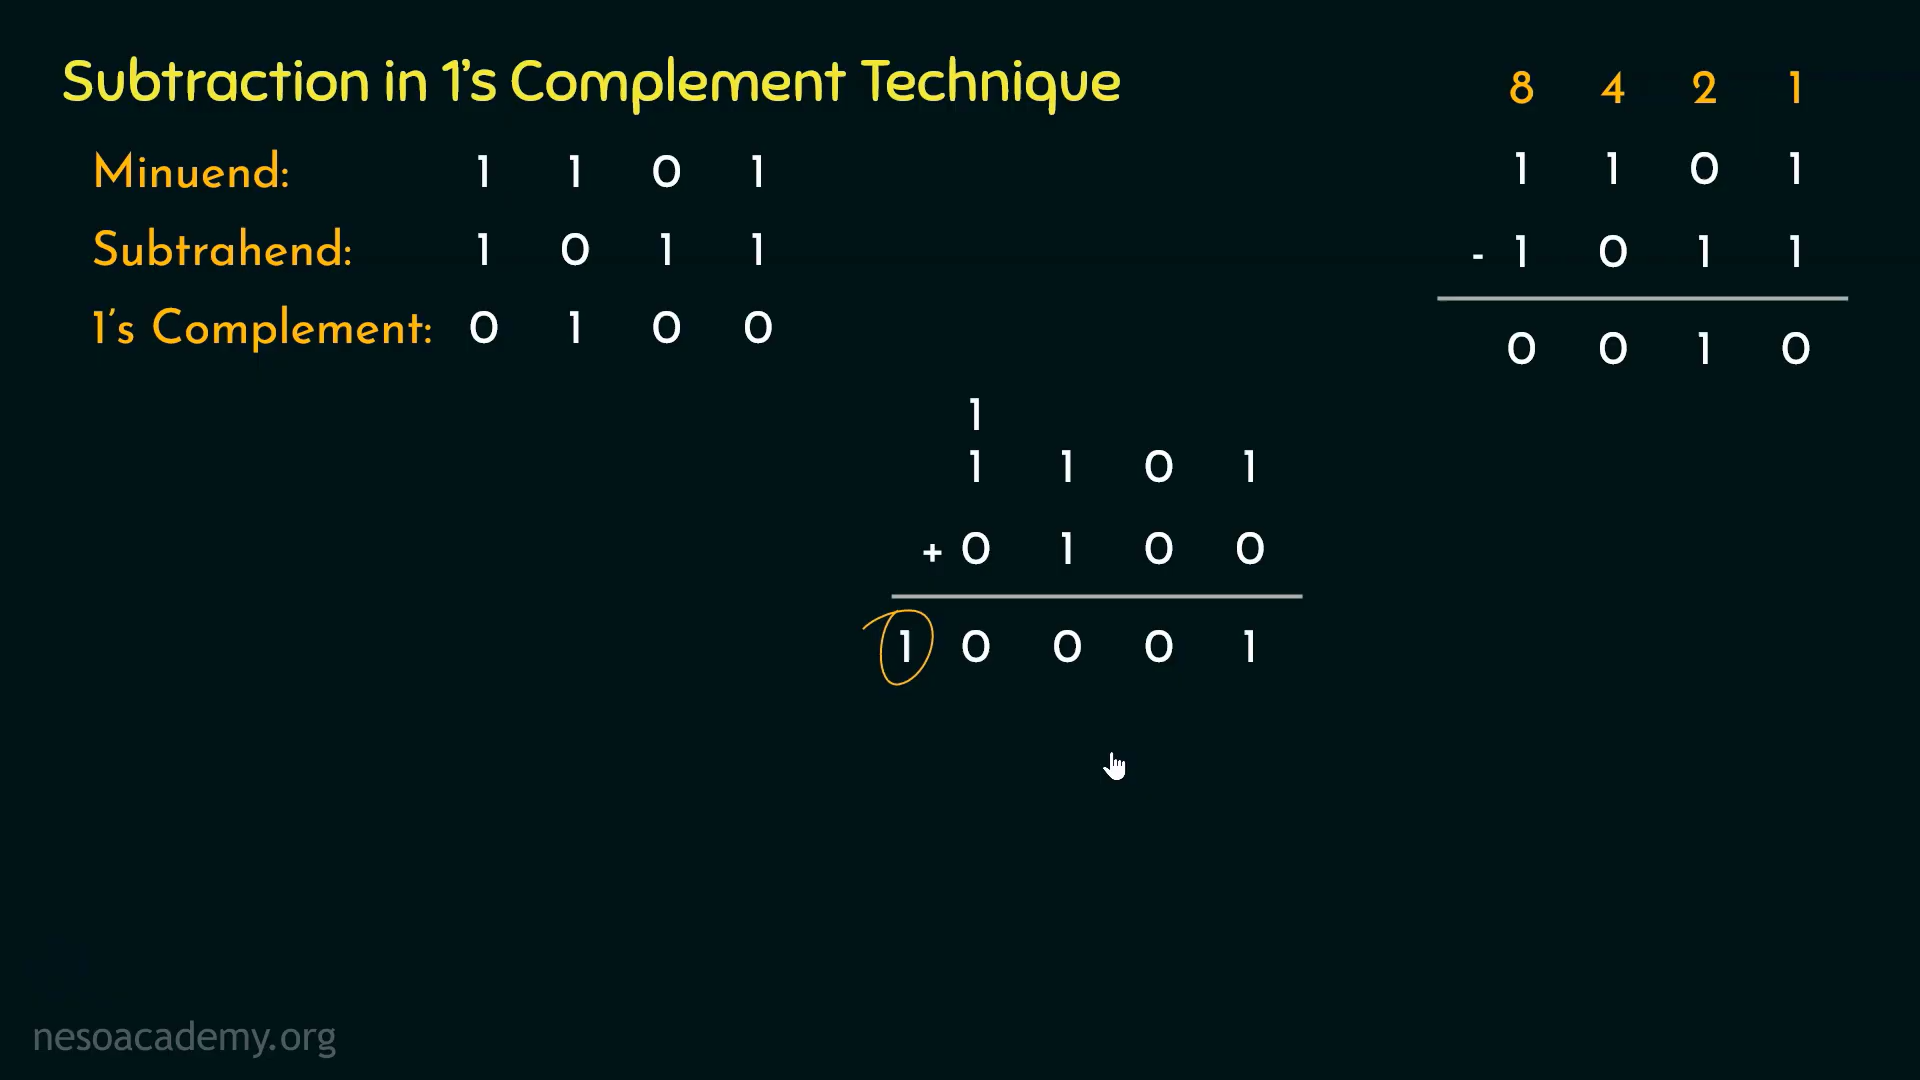 Subtraction in 1's Complement Technique
Minuend: 1 1 0 1
Subtrahend: 1 0 1 1
1's Complement: 0 1 0 0
8 4 2 1
1 1 0 1
- 1 0 1 1
0 0 1 0
1
1 1 0 1
+ 0 1 0 0
1 0 0 0 1
nesoacademy.org